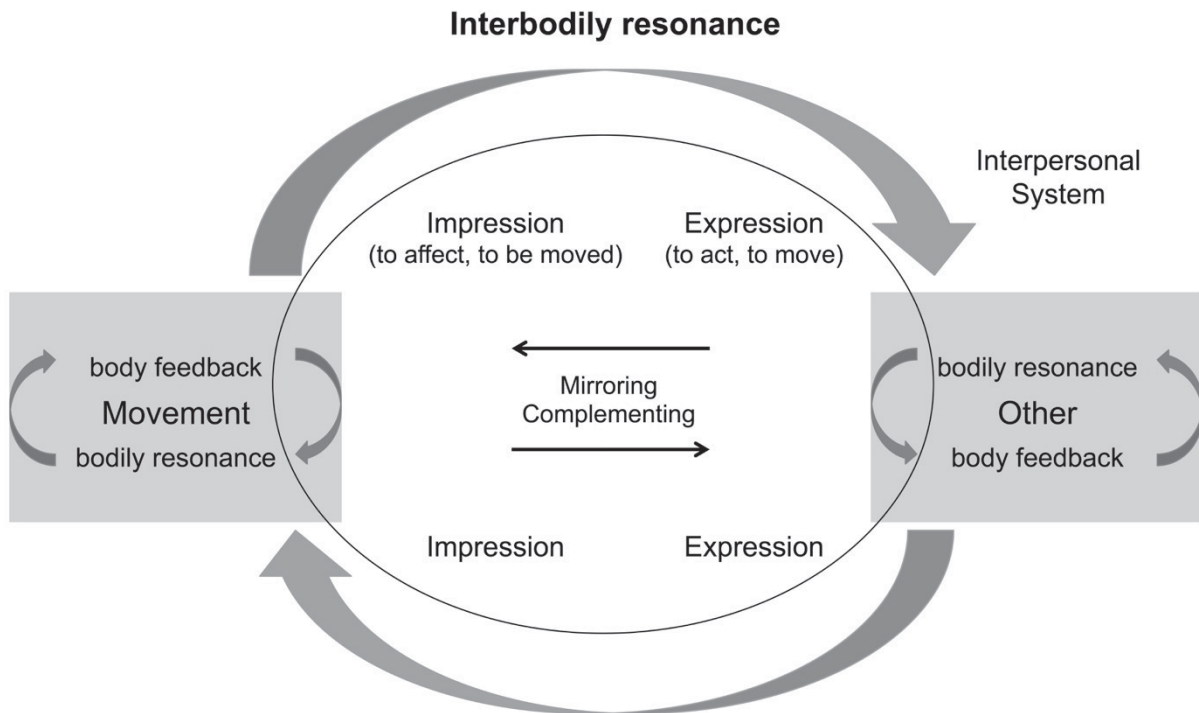 Interbodily resonance
Interpersonal
System
Impression
(to affect, to be moved)
Expression
(to act, to move)
body feedback
Movement
bodily resonance
Mirroring
Complementing
bodily resonance
Other
body feedback
Impression
Expression